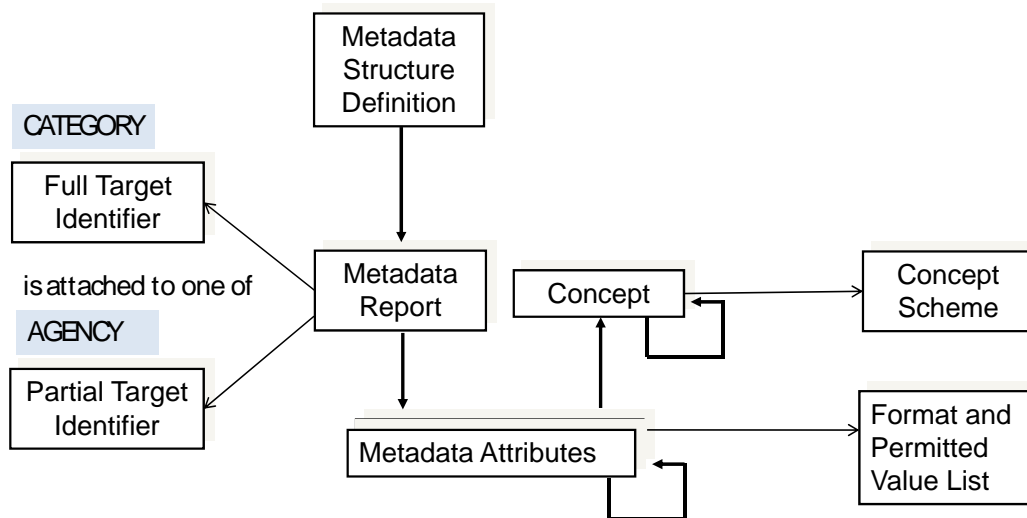 Metadata
Structure
Definition
CATEGORY
Full Target
Identifier
is attached to one of
AGENCY
Partial Target
Identifier
Metadata
Report
Concept
Concept
Scheme
Metadata Attributes
Format and
Permitted
Value List